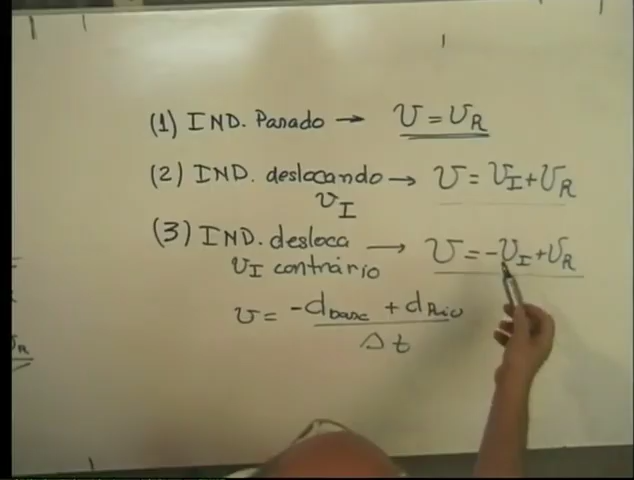 (1) IND. Parado → v = v_R
(2) IND. deslocando → v = v_I + v_R
v_I
(3) IND. desloca → v = -v_I + v_R
v_I contrário
v = -d_barc + d_Rio
Δt
R